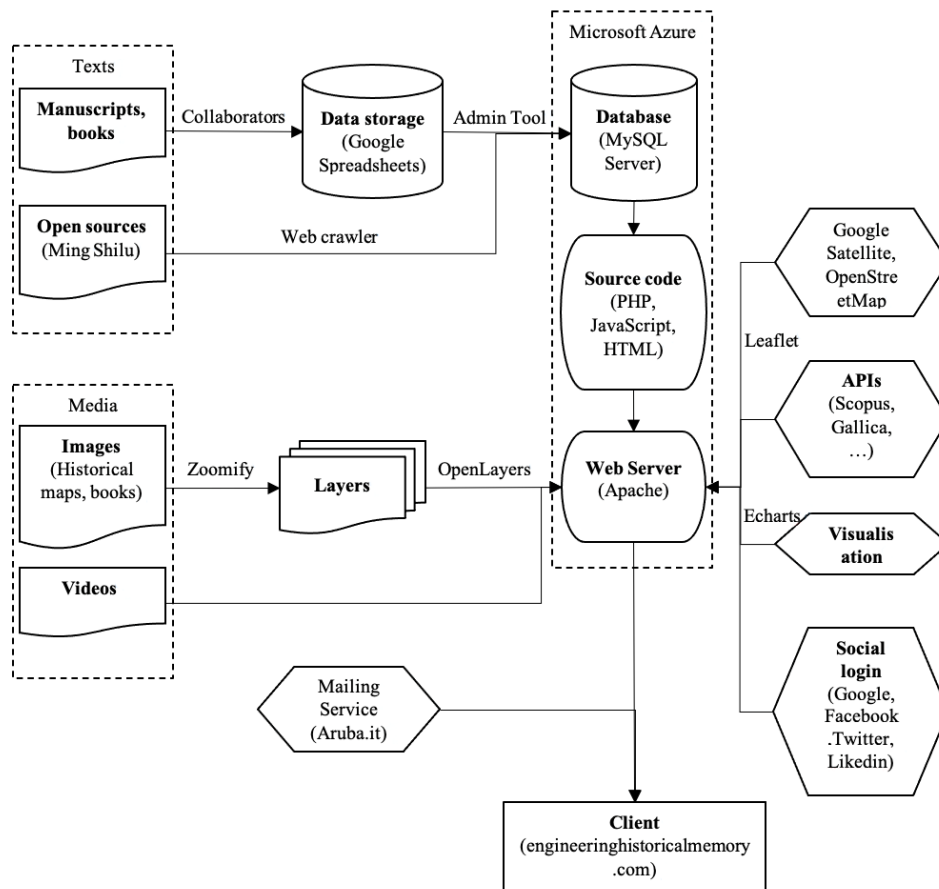 Texts
Manuscripts,
books
Collaborators
Data storage
(Google
Spreadsheets)
Admin Tool
Microsoft Azure
Database
(MySQL
Server)
Open sources
(Ming Shilu)
Web crawler
Source code
(PHP,
JavaScript,
HTML)
Google
Satellite,
OpenStre
etMap
Leaflet
APIs
(Scopus,
Gallica,
…)
Media
Images
(Historical
maps, books)
Zoomify
Layers
OpenLayers
Web Server
(Apache)
Echarts
Visualis
ation
Videos
Social
login
(Google,
Facebook
.Twitter,
Likedin)
Mailing
Service
(Aruba.it)
Client
(engineeringhistoricalmemory
.com)